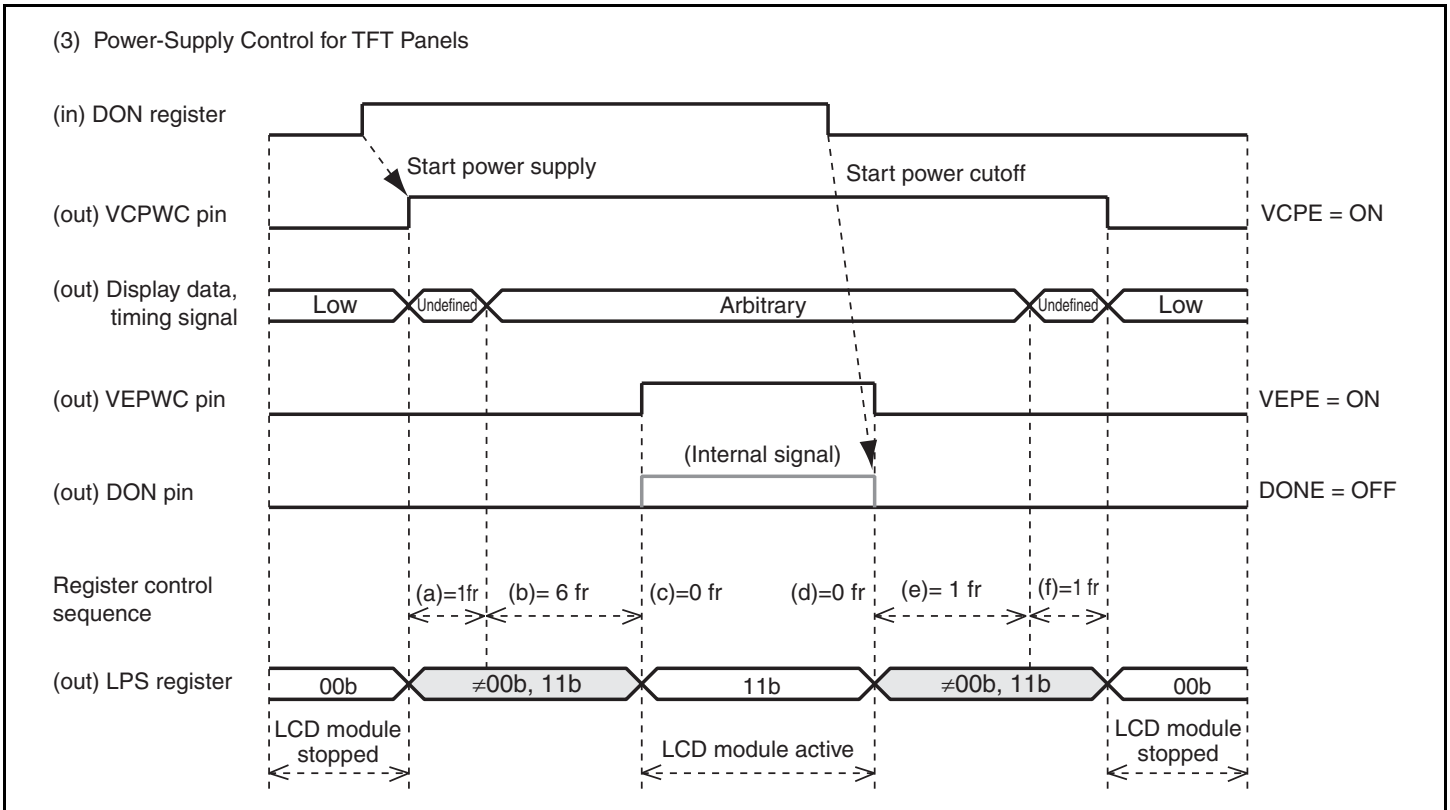 (3) Power-Supply Control for TFT Panels
(in) DON register
Start power supply
Start power cutoff
(out) VCPWC pin
VCPE = ON
(out) Display data,
timing signal
Low
Undefined
Arbitrary
Undefined
Low
(out) VEPWC pin
VEPE = ON
(Internal signal)
(out) DON pin
DONE = OFF
Register control
sequence
(a)=1fr
(b)= 6 fr
(c)=0 fr
(d)=0 fr
(e)= 1 fr
(f)=1 fr
(out) LPS register
00b
≠00b, 11b
11b
≠00b, 11b
00b
LCD module
stopped
LCD module active
LCD module
stopped